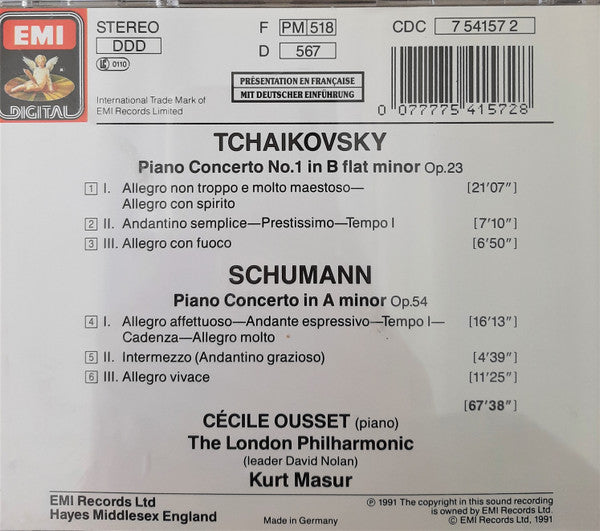 EMI
DIGITAL
STEREO
DDD
LC 0110
International Trade Mark of
EMI Records Limited
F PM 518
D 567
PRÉSENTATION EN FRANÇAISE
MIT DEUTSCHER EINFÜHRUNG
CDC 7 54157 2
0 077775 415728
TCHAIKOVSKY
Piano Concerto No.1 in B flat minor Op.23
1 I. Allegro non troppo e molto maestoso— [21'07"]
Allegro con spirito
2 II. Andantino semplice—Prestissimo—Tempo I [7'10"]
3 III. Allegro con fuoco [6'50"]
SCHUMANN
Piano Concerto in A minor Op.54
4 I. Allegro affettuoso—Andante espressivo—Tempo I— [16'13"]
Cadenza—Allegro molto
5 II. Intermezzo (Andantino grazioso) [4'39"]
6 III. Allegro vivace [11'25"]
[67'38"]
CÉCILE OUSSET (piano)
The London Philharmonic
(leader David Nolan)
Kurt Masur
EMI Records Ltd
Hayes Middlesex England
Made in Germany
℗ 1991 The copyright in this sound recording
is owned by EMI Records Ltd.
© EMI Records Ltd, 1991